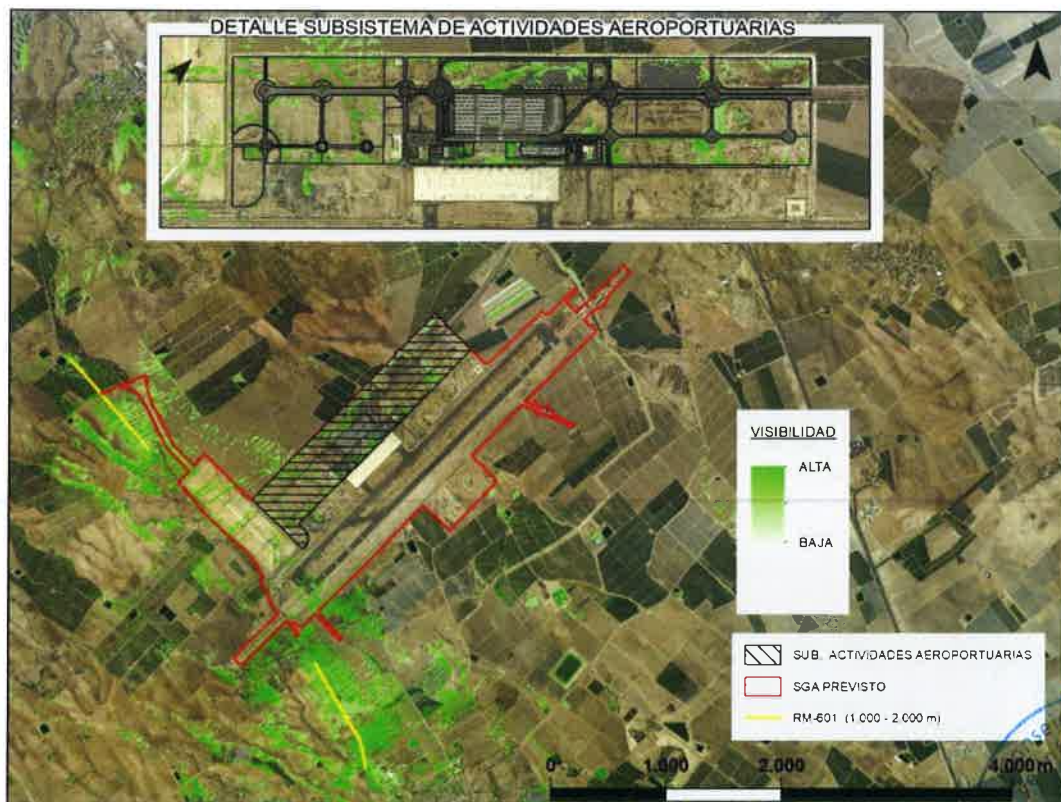 DETALLE SUBSISTEMA DE ACTIVIDADES AEROPORTUARIAS
VISIBILIDAD
ALTA
BAJA
SUB. ACTIVIDADES AEROPORTUARIAS
SGA PREVISTO
RM-601 (1.000 - 2.000 m)
0 1.000 2.000 4.000 m